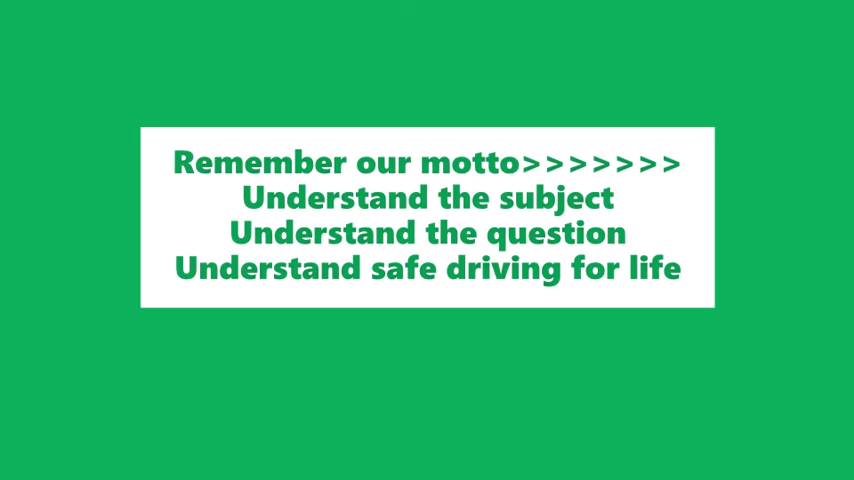 Remember our motto>>>>>>>
Understand the subject
Understand the question
Understand safe driving for life